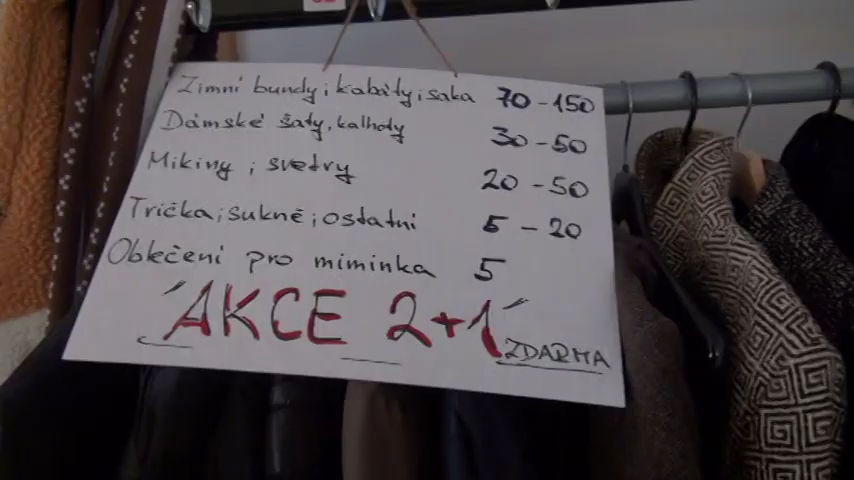 Zimní bundy, kabáty, saka 70-150
Dámské šaty, kalhoty 30-50
Mikiny, svetry 20-50
Trička, sukně, ostatní 5-20
Oblečení pro miminka 5
"AKCE 2+1" ZDARMA